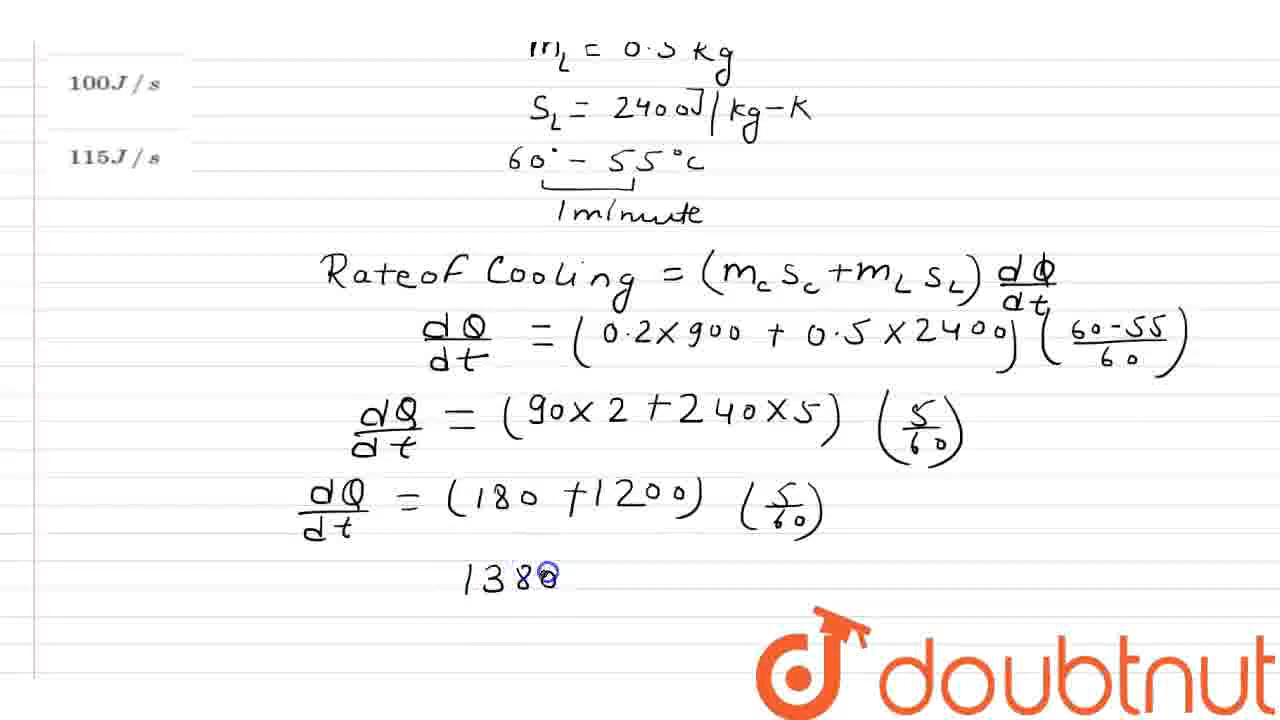 m_L = 0.5 kg
100J/s
S_L = 2400J/kg-K
60° - 55°c
115J/s
1 minute
Rate of Cooling = (m_c s_c + m_L s_L) dθ/dt
dQ/dt = (0.2×900 + 0.5×2400) (60-55/60)
dQ/dt = (90×2 + 240×5) (5/60)
dQ/dt = (180 + 1200) (5/60)
1380
doubtnut